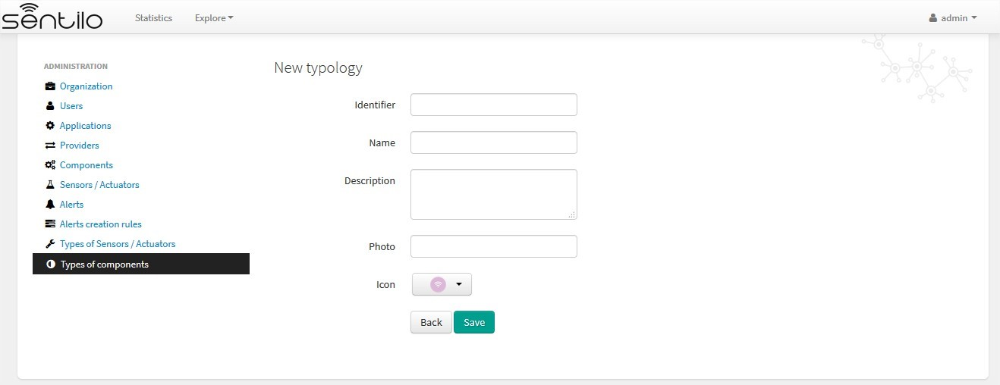 sentilo
Statistics
Explore
admin
ADMINISTRATION
Organization
Users
Applications
Providers
Components
Sensors / Actuators
Alerts
Alerts creation rules
Types of Sensors / Actuators
Types of components
New typology
Identifier
Name
Description
Photo
Icon
Back
Save